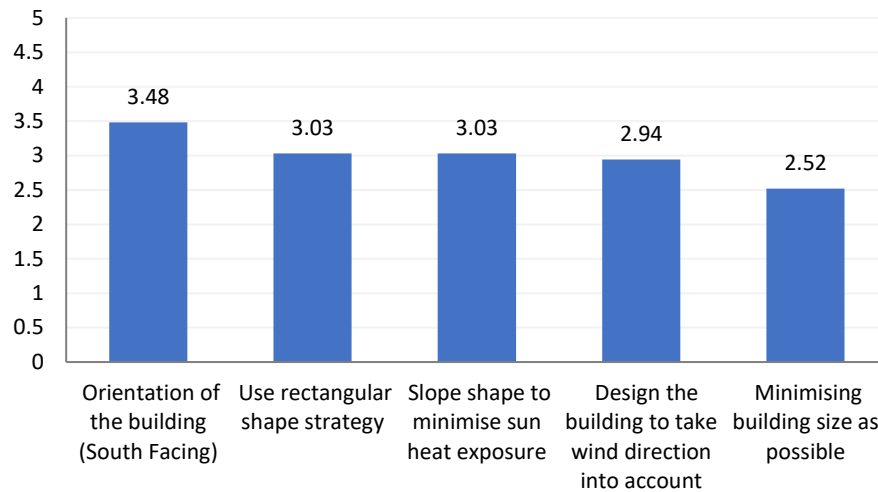 5
4.5
4
3.5
3
2.5
2
1.5
1
0.5
0
3.48
3.03
3.03
2.94
2.52
Orientation of
the building
(South Facing)
Use rectangular
shape strategy
Slope shape to
minimise sun
heat exposure
Design the
building to take
wind direction
into account
Minimising
building size as
possible